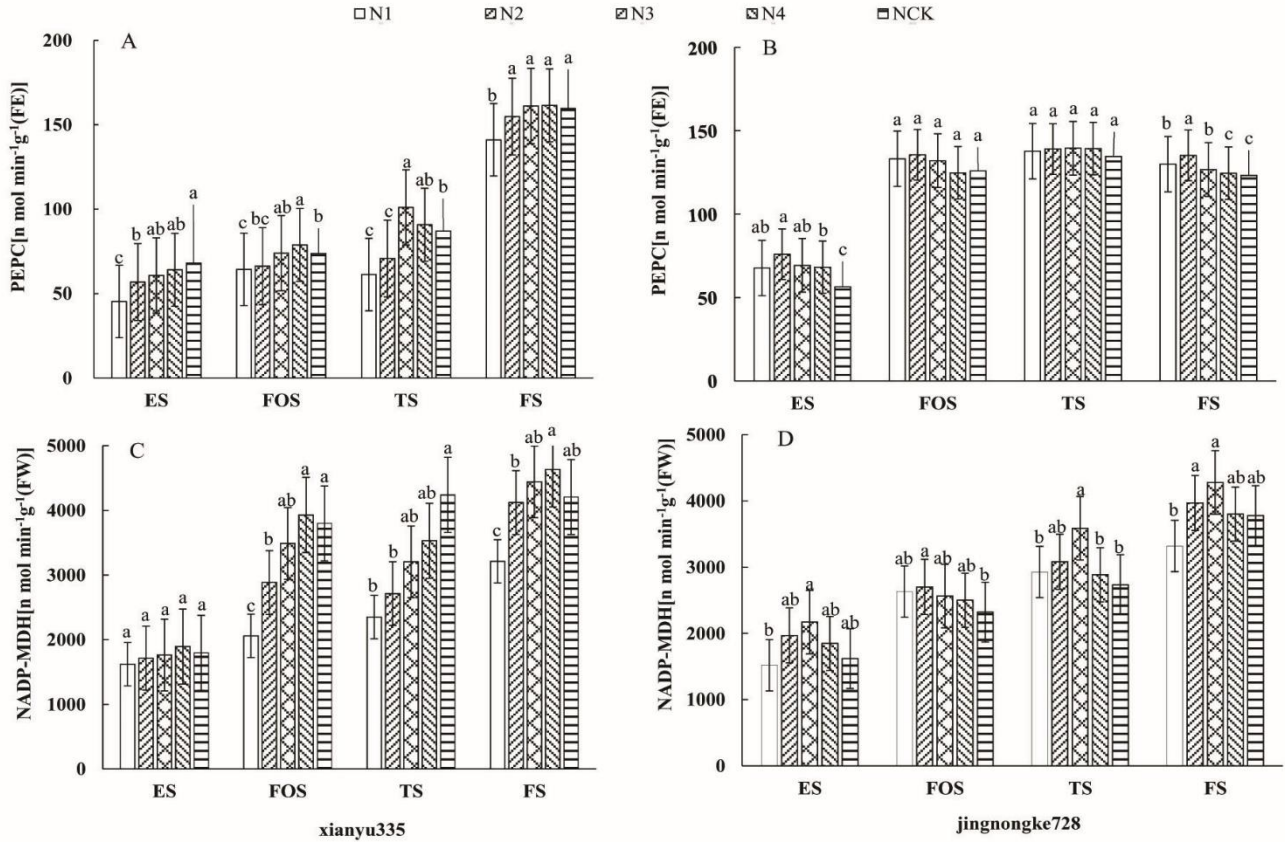 N1 N2 N3 N4 NCK
A
PEPC[n mol min-1g-1(FE)]
200
150
100
50
0
c b ab ab a
c bc ab a b
c c a ab b
b a a a a
ES FOS TS FS
B
PEPC[n mol min-1g-1(FE)]
200
150
100
50
0
ab a ab b c
a a a a a
a a a a a
b a b c c
ES FOS TS FS
C
NADP-MDH[n mol min-1g-1(FW)]
5000
4000
3000
2000
1000
0
a a a a a
c b ab a a
b b ab ab a
c b ab a ab
ES FOS TS FS
xianyu335
D
NADP-MDH[n mol min-1g-1(FW)]
5000
4000
3000
2000
1000
0
b ab a ab ab
ab a ab ab b
b ab a b b
b a a ab ab
ES FOS TS FS
jingnongke728